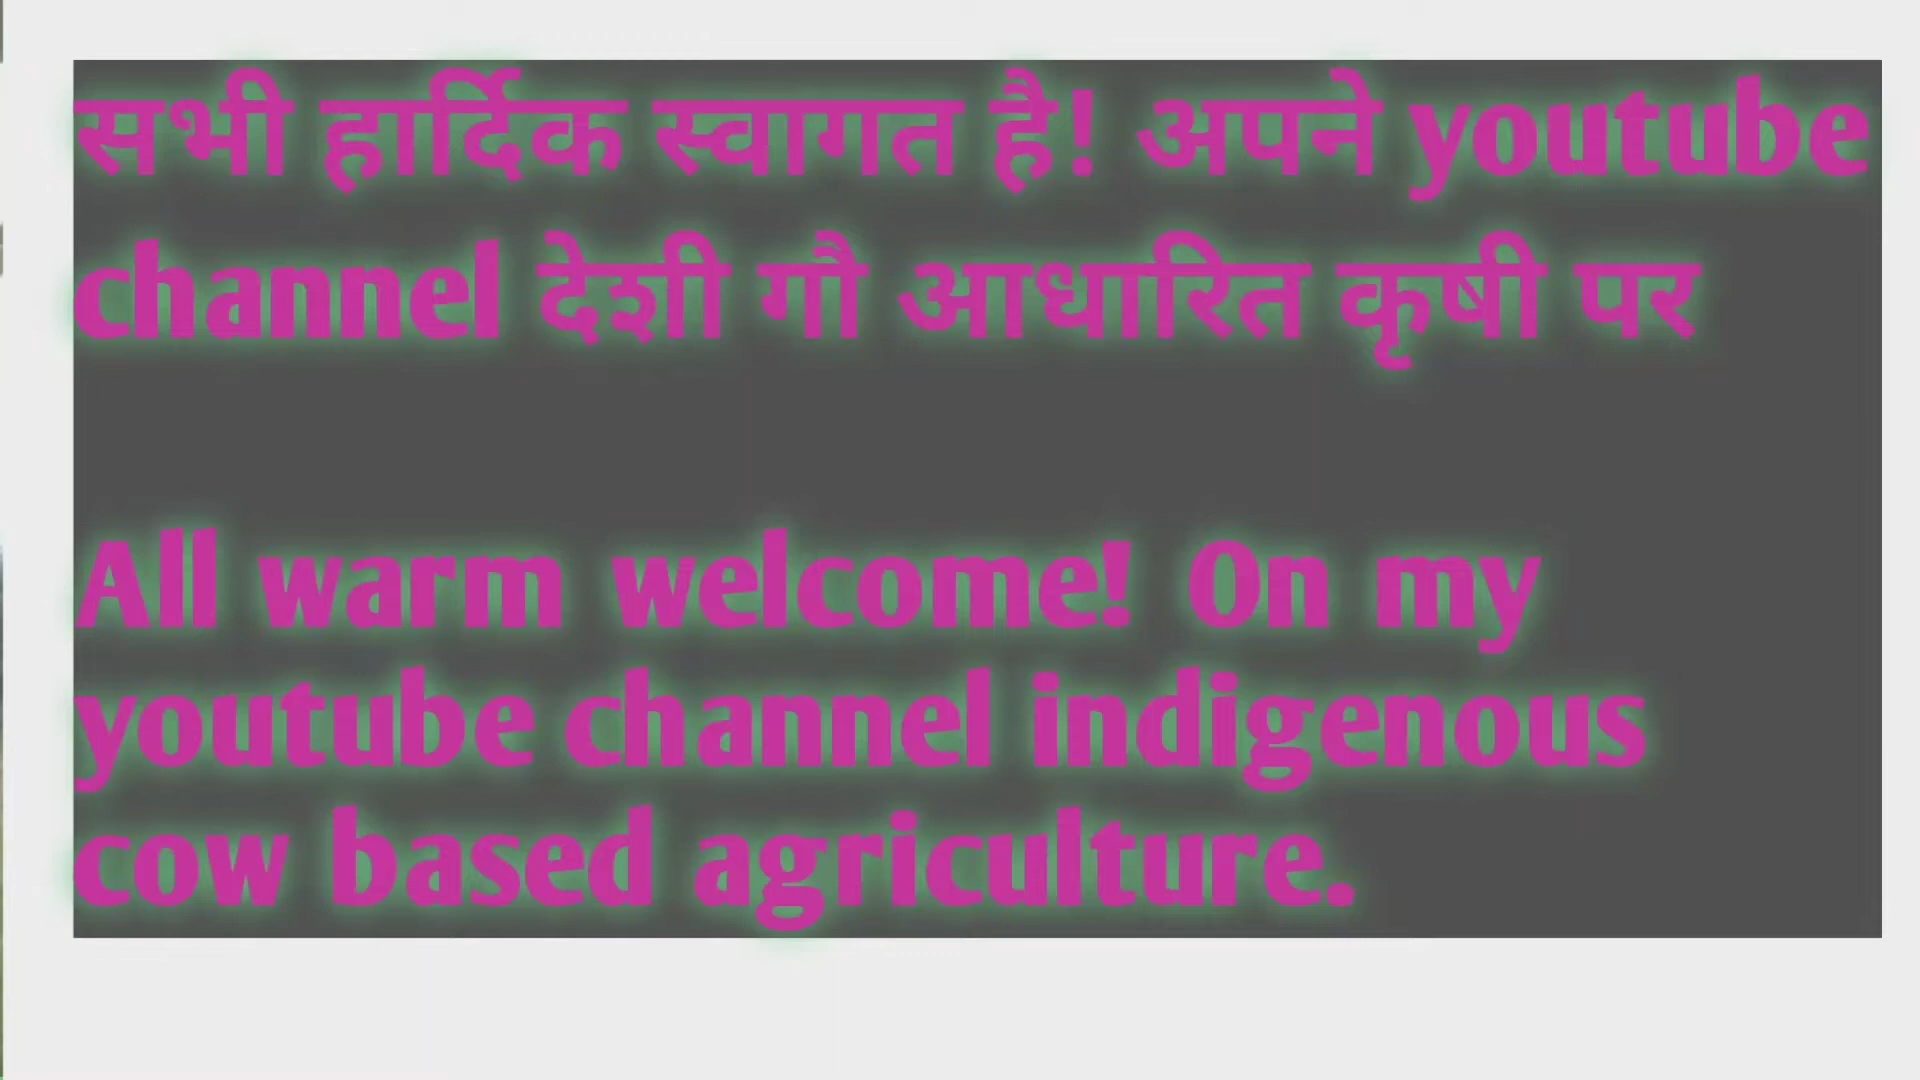 सभी हार्दिक स्वागत है! अपने youtube
channel देशी गौ आधारित कृषी पर
All warm welcome! On my
youtube channel indigenous
cow based agriculture.